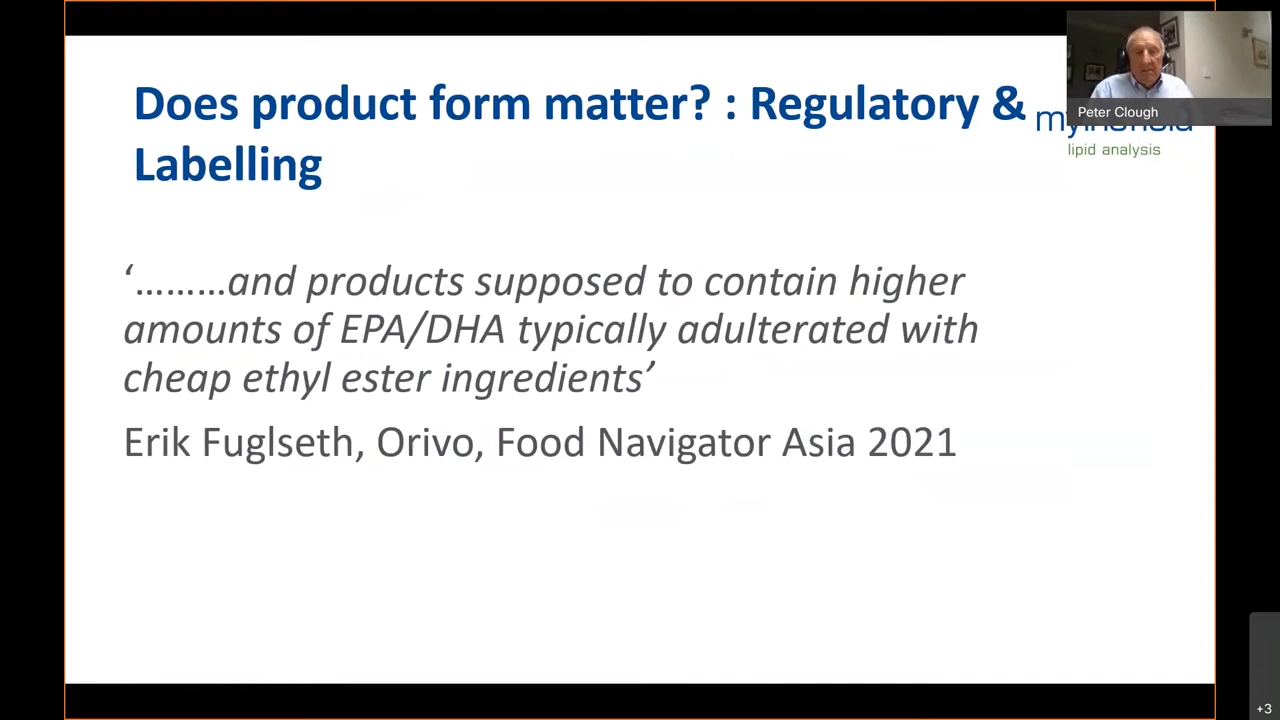 Does product form matter? : Regulatory &
Labelling
Peter Clough
lipid analysis
‘………and products supposed to contain higher
amounts of EPA/DHA typically adulterated with
cheap ethyl ester ingredients’
Erik Fuglseth, Orivo, Food Navigator Asia 2021
+3